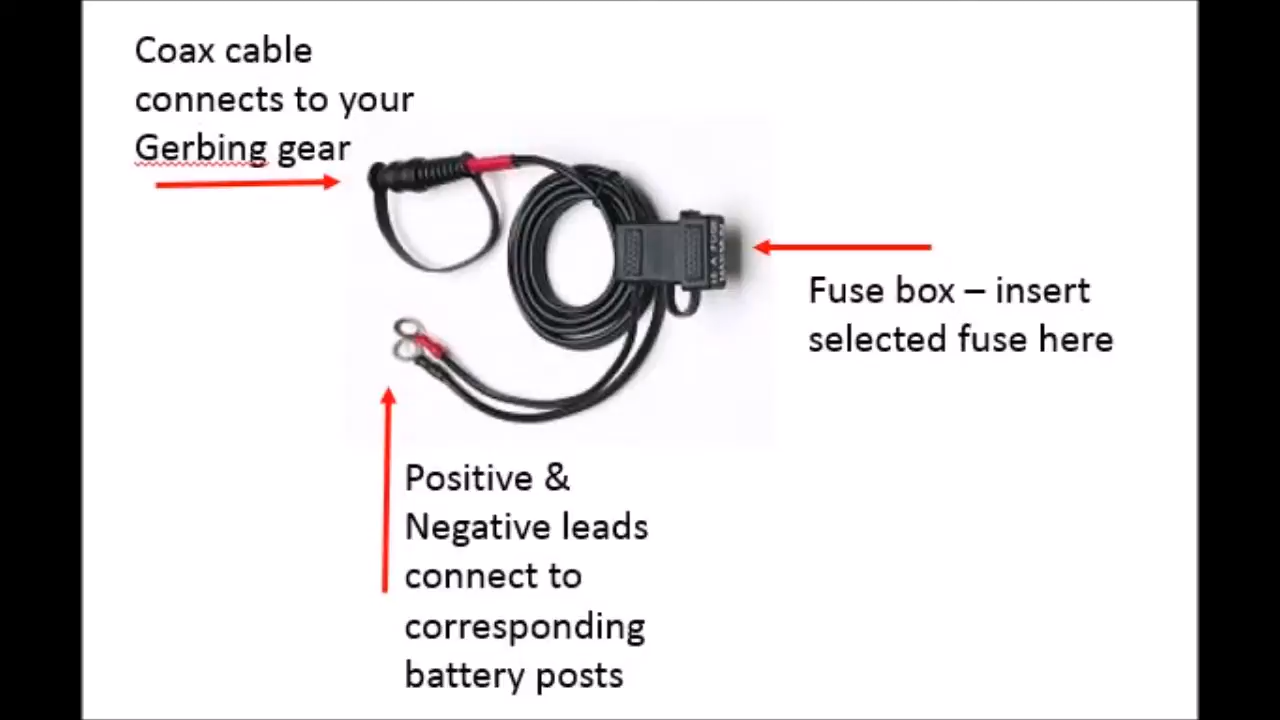 Coax cable
connects to your
Gerbing gear
Fuse box – insert
selected fuse here
Positive &
Negative leads
connect to
corresponding
battery posts